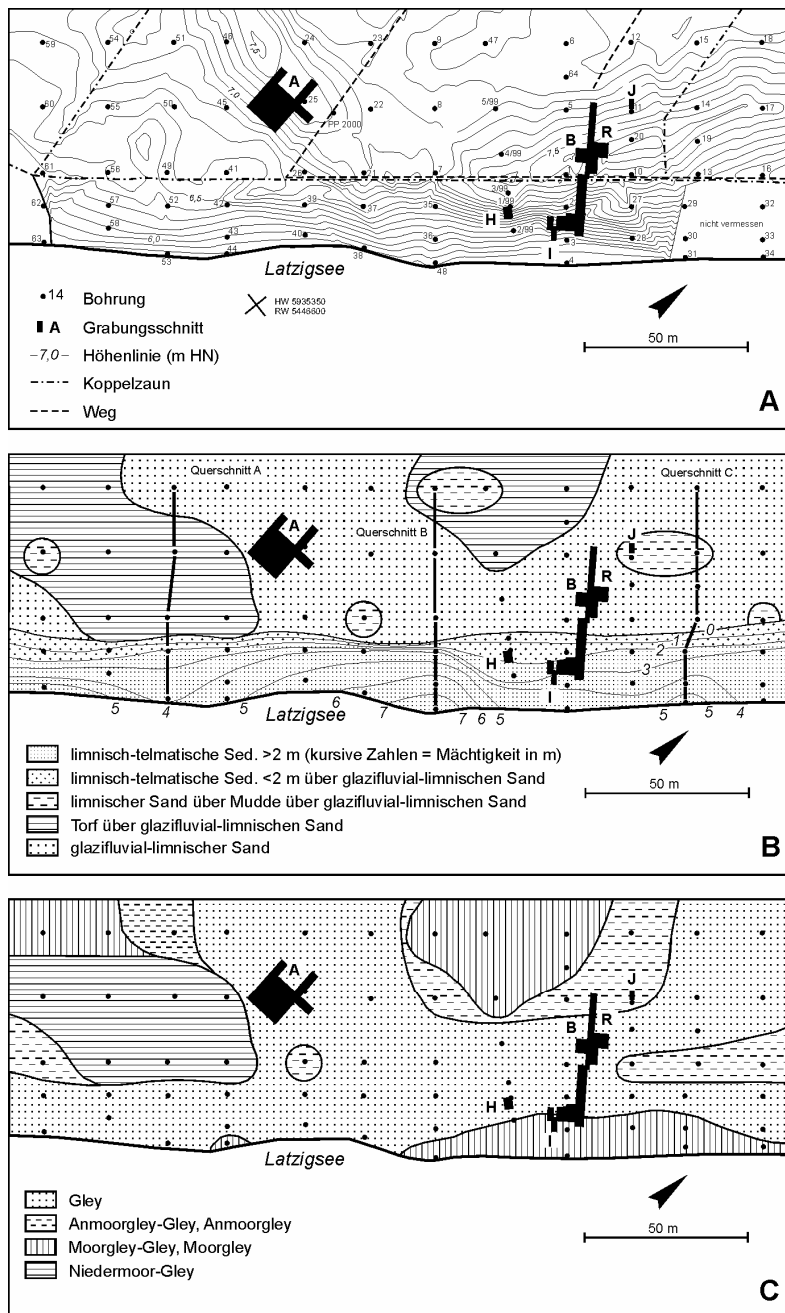 59 54 51 46 24 23 9 47 6 12 15 18
7,5
64
7,0 A J
60 55 50 45 25 22 8 5/99 5 11 14 17
PP 2000
B R 20 19
4/99 7,5
61 56 49 41 26 21 7 1 10 13 16
3/99
62 57 52 6,5 42 39 37 35 1/99 2 27 29 32
H
58 43 40 36 2/99 nicht vermessen
63 6,0 44 38 3 28 30 33
I
53 48 4 31 34
Latzigsee
14 Bohrung
HW 5935350
RW 5446600
A Grabungsschnitt
7,0 Höhenlinie (m HN)
50 m
Koppelzaun
Weg
A
Querschnitt A
Querschnitt C
A
Querschnitt B
J
B R
0
1
2
H 3
I
5 4 5 6 7 7 6 5 5 5 4
Latzigsee
limnisch-telmatische Sed. >2 m (kursive Zahlen = Mächtigkeit in m)
limnisch-telmatische Sed. <2 m über glazifluvial-limnischen Sand
limnischer Sand über Mudde über glazifluvial-limnischen Sand
50 m
Torf über glazifluvial-limnischen Sand
glazifluvial-limnischer Sand
B
A
J
B R
H
I
Latzigsee
Gley
Anmoorgley-Gley, Anmoorgley
50 m
Moorgley-Gley, Moorgley
Niedermoor-Gley
C